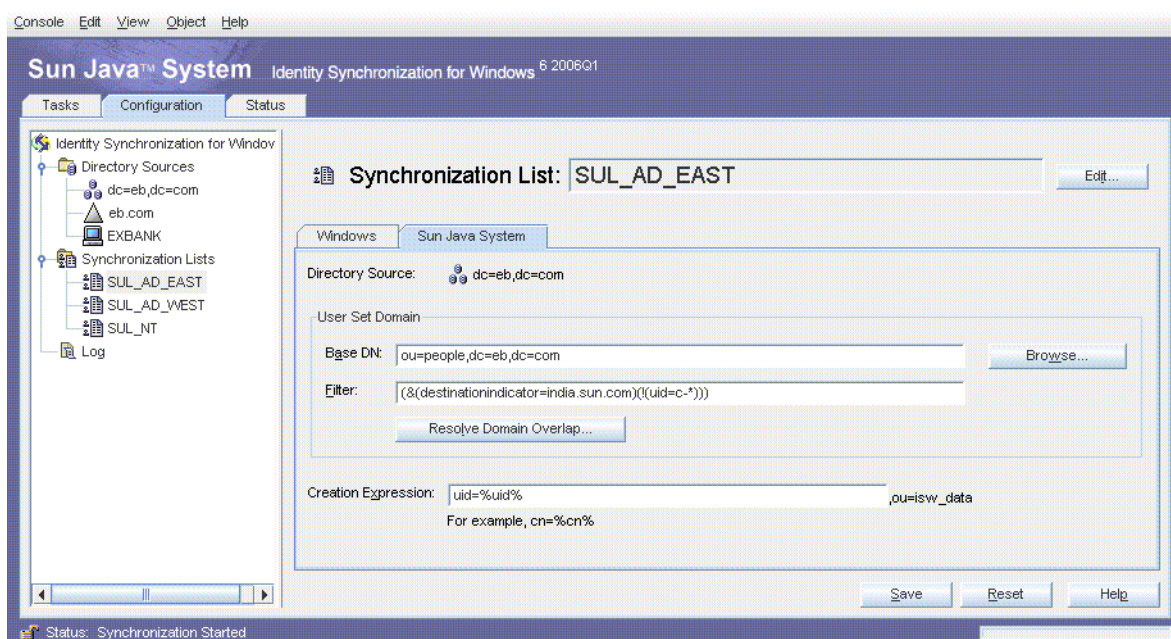 Console Edit View Object Help
Sun Java™ System Identity Synchronization for Windows 6 2006Q1
Tasks Configuration Status
Identity Synchronization for Window
Directory Sources
dc=eb,dc=com
eb.com
EXBANK
Synchronization Lists
SUL_AD_EAST
SUL_AD_WEST
SUL_NT
Log
Synchronization List: SUL_AD_EAST Edit...
Windows Sun Java System
Directory Source: dc=eb,dc=com
User Set Domain
Base DN: ou=people,dc=eb,dc=com Browse...
Filter: (&(destinationindicator=india.sun.com)(!(uid=c-*)))
Resolve Domain Overlap...
Creation Expression: uid=%uid% ,ou=isw_data
For example, cn=%cn%
Save Reset Help
Status: Synchronization Started